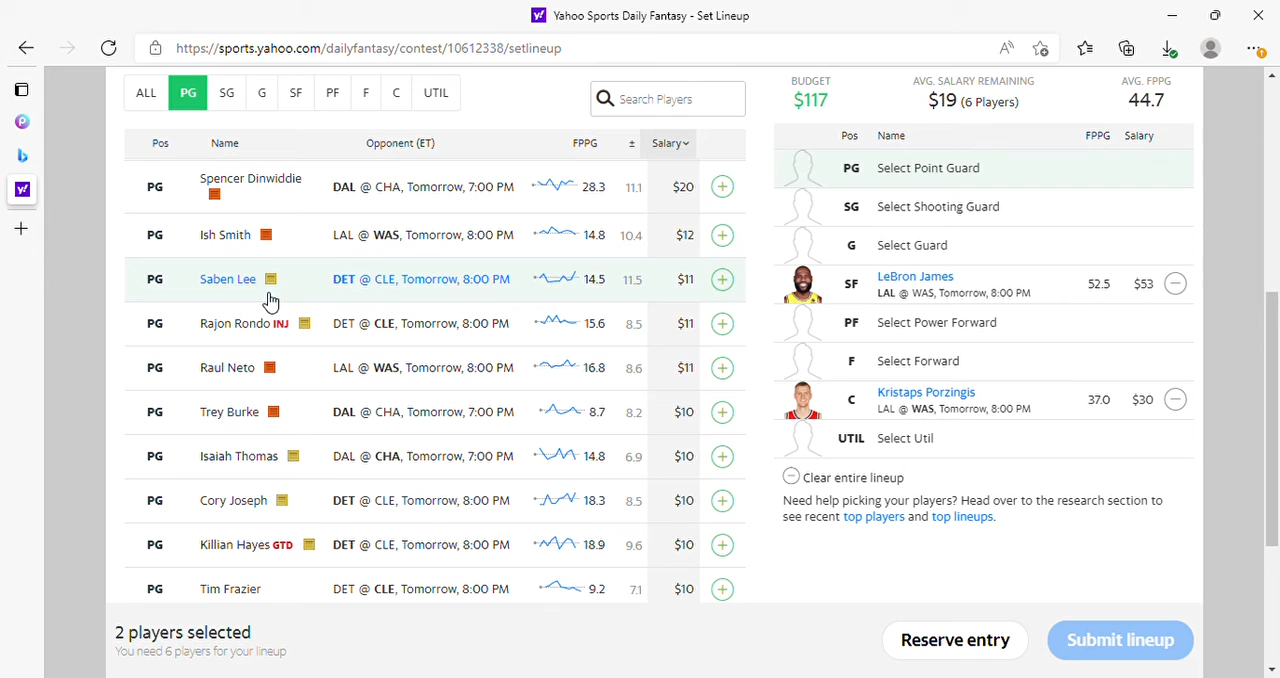 Yahoo Sports Daily Fantasy - Set Lineup
https://sports.yahoo.com/dailyfantasy/contest/10612338/setlineup
ALL PG SG G SF PF F C UTIL
Search Players
BUDGET AVG. SALARY REMAINING AVG. FPPG
$117 $19 (6 Players) 44.7
Pos Name Opponent (ET) FPPG ± Salary
PG Spencer Dinwiddie DAL @ CHA, Tomorrow, 7:00 PM 28.3 11.1 $20
PG Ish Smith LAL @ WAS, Tomorrow, 8:00 PM 14.8 10.4 $12
PG Saben Lee DET @ CLE, Tomorrow, 8:00 PM 14.5 11.5 $11
PG Rajon Rondo INJ DET @ CLE, Tomorrow, 8:00 PM 15.6 8.5 $11
PG Raul Neto LAL @ WAS, Tomorrow, 8:00 PM 16.8 8.6 $11
PG Trey Burke DAL @ CHA, Tomorrow, 7:00 PM 8.7 8.2 $10
PG Isaiah Thomas DAL @ CHA, Tomorrow, 7:00 PM 14.8 6.9 $10
PG Cory Joseph DET @ CLE, Tomorrow, 8:00 PM 18.3 8.5 $10
PG Killian Hayes GTD DET @ CLE, Tomorrow, 8:00 PM 18.9 9.6 $10
PG Tim Frazier DET @ CLE, Tomorrow, 8:00 PM 9.2 7.1 $10
Pos Name FPPG Salary
PG Select Point Guard
SG Select Shooting Guard
G Select Guard
SF LeBron James 52.5 $53
LAL @ WAS, Tomorrow, 8:00 PM
PF Select Power Forward
F Select Forward
C Kristaps Porzingis 37.0 $30
LAL @ WAS, Tomorrow, 8:00 PM
UTIL Select Util
Clear entire lineup
Need help picking your players? Head over to the research section to
see recent top players and top lineups.
2 players selected
You need 6 players for your lineup
Reserve entry
Submit lineup